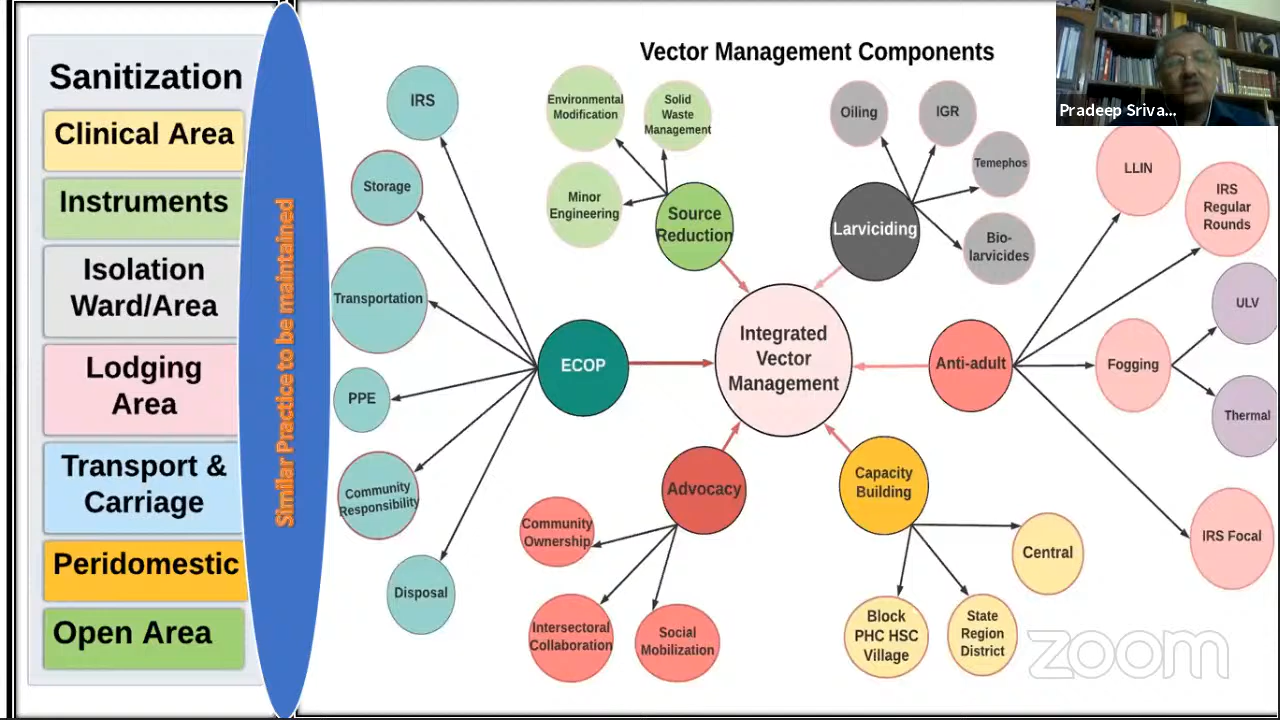 Sanitization
Clinical Area
Instruments
Isolation
Ward/Area
Lodging
Area
Transport &
Carriage
Peridomestic
Open Area
Similar Practice to be maintained
Vector Management Components
IRS
Storage
Transportation
PPE
Community
Responsibility
Disposal
ECOP
Environmental
Modification
Solid
Waste
Management
Minor
Engineering
Source
Reduction
Oiling
IGR
Temephos
Bio-
larvicides
Larviciding
Integrated
Vector
Management
Anti-adult
LLIN
IRS
Regular
Rounds
Fogging
ULV
Thermal
IRS Focal
Advocacy
Community
Ownership
Intersectoral
Collaboration
Social
Mobilization
Capacity
Building
Central
Block
PHC HSC
Village
State
Region
District
Pradeep Sriva...
zoom